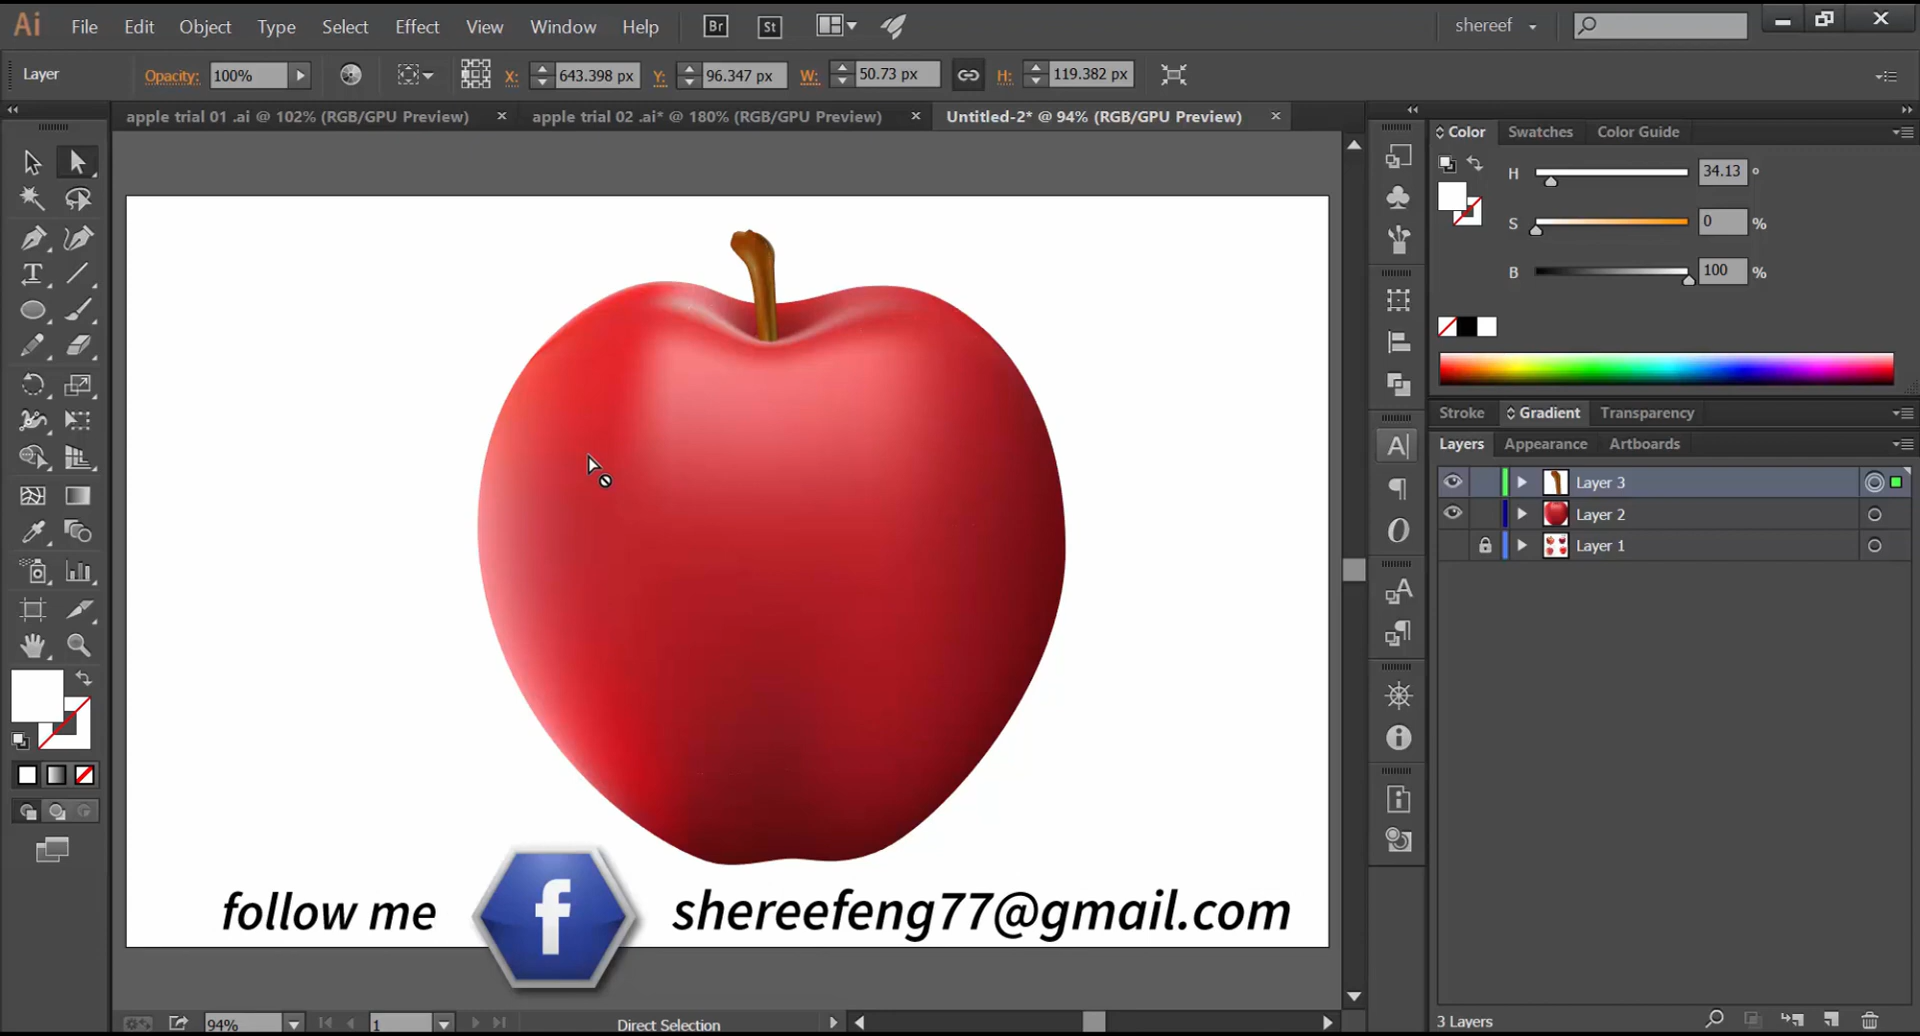 Ai File Edit Object Select Type Effect View Window Help Br St shereef
Layer Opacity: 100% X: 643.398 px Y: 96.347 px W: 50.73 px H: 119.382 px
apple trial 01 .ai @ 102% (RGB/GPU Preview) × apple trial 02 .ai* @ 180% (RGB/GPU Preview) × Untitled-2* @ 94% (RGB/GPU Preview) ×
Color Swatches Color Guide
H 34.13 °
S 0 %
B 100 %
Stroke Gradient Transparency
Layers Appearance Artboards
Layer 3
Layer 2
Layer 1
follow me f shereefeng77@gmail.com
94% 1 Direct Selection
3 Layers